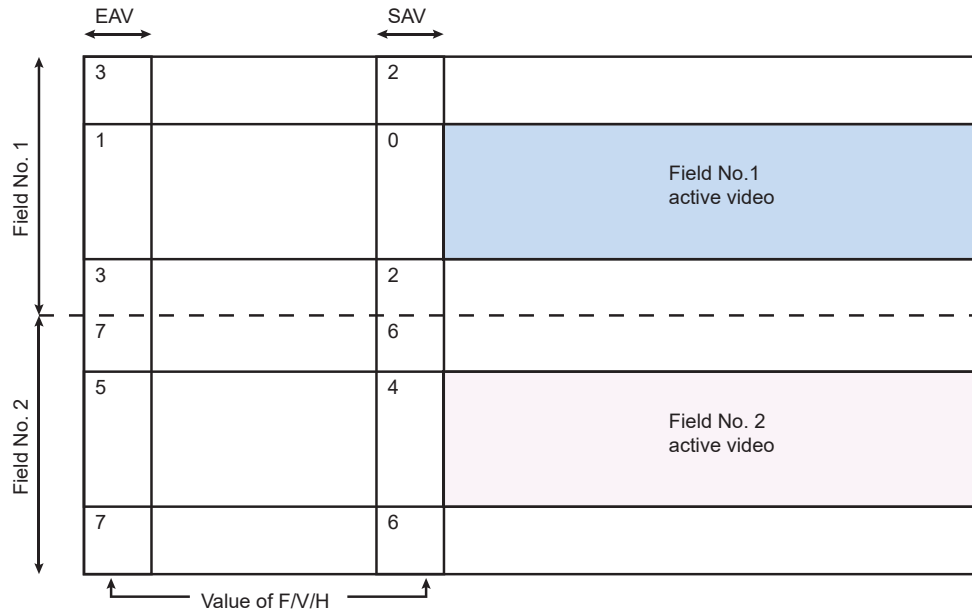 EAV
SAV
3
2
Field No. 1
1
0
Field No.1
active video
3
2
7
6
Field No. 2
5
4
Field No. 2
active video
7
6
Value of F/V/H